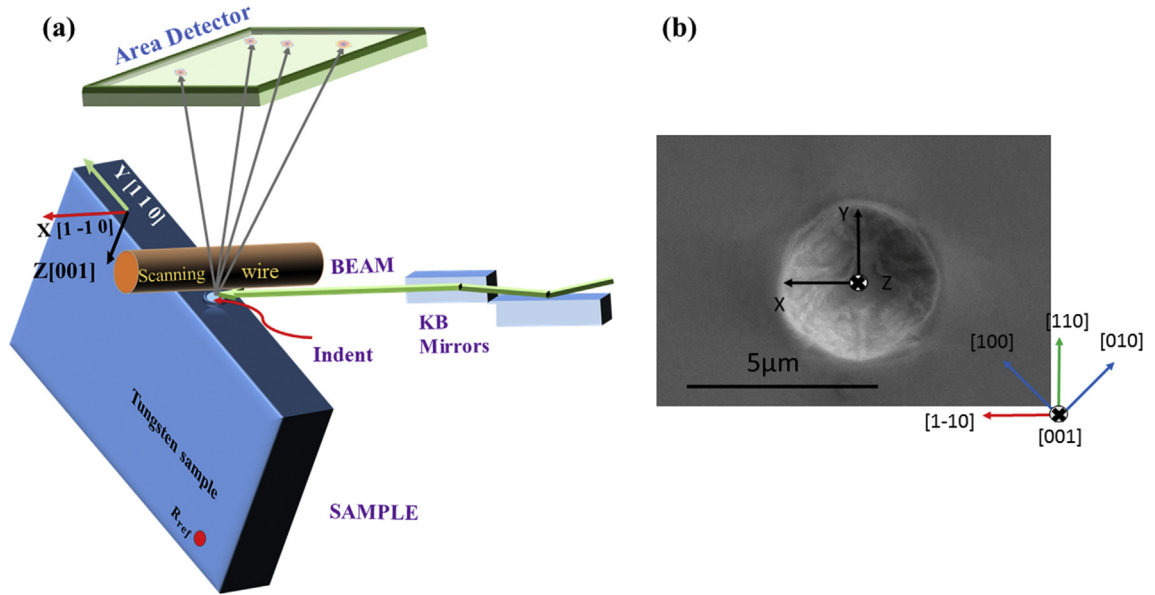 (a)
Area Detector
Y [1 1 0]
X [1 -1 0]
Z[001]
Scanning wire
BEAM
KB
Mirrors
Indent
Tungsten sample
SAMPLE
Rref
(b)
Y
X
Z
5µm
[110]
[100]
[010]
[1-10]
[001]